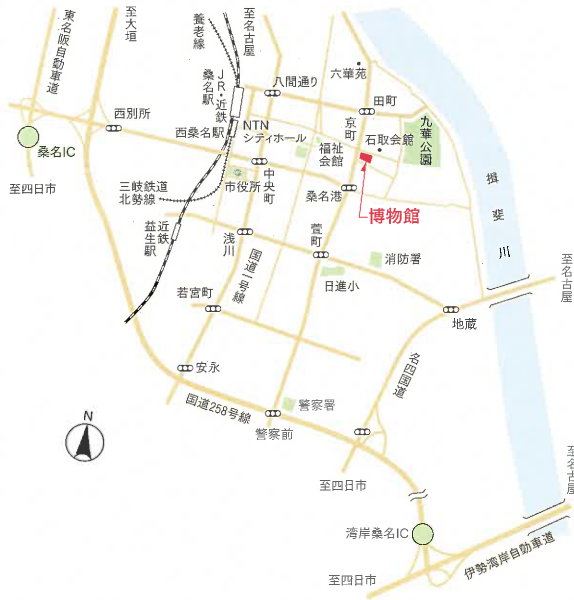 至大垣
至名古屋
養老線
東名阪自動車道
JR・近鉄
桑名駅
八間通り
六華苑
田町
西別所
西桑名駅
NTN
シティホール
福祉
会館
京町
石取会館
九華公園
桑名IC
至四日市
三岐鉄道
北勢線
市役所
中央町
桑名港
博物館
揖斐川
近鉄
益生駅
浅川
国道一号線
萱町
消防署
日進小
至名古屋
若宮町
地蔵
安永
名四国道
国道258号線
警察署
警察前
N
至四日市
至名古屋
湾岸桑名IC
伊勢湾岸自動車道
至四日市